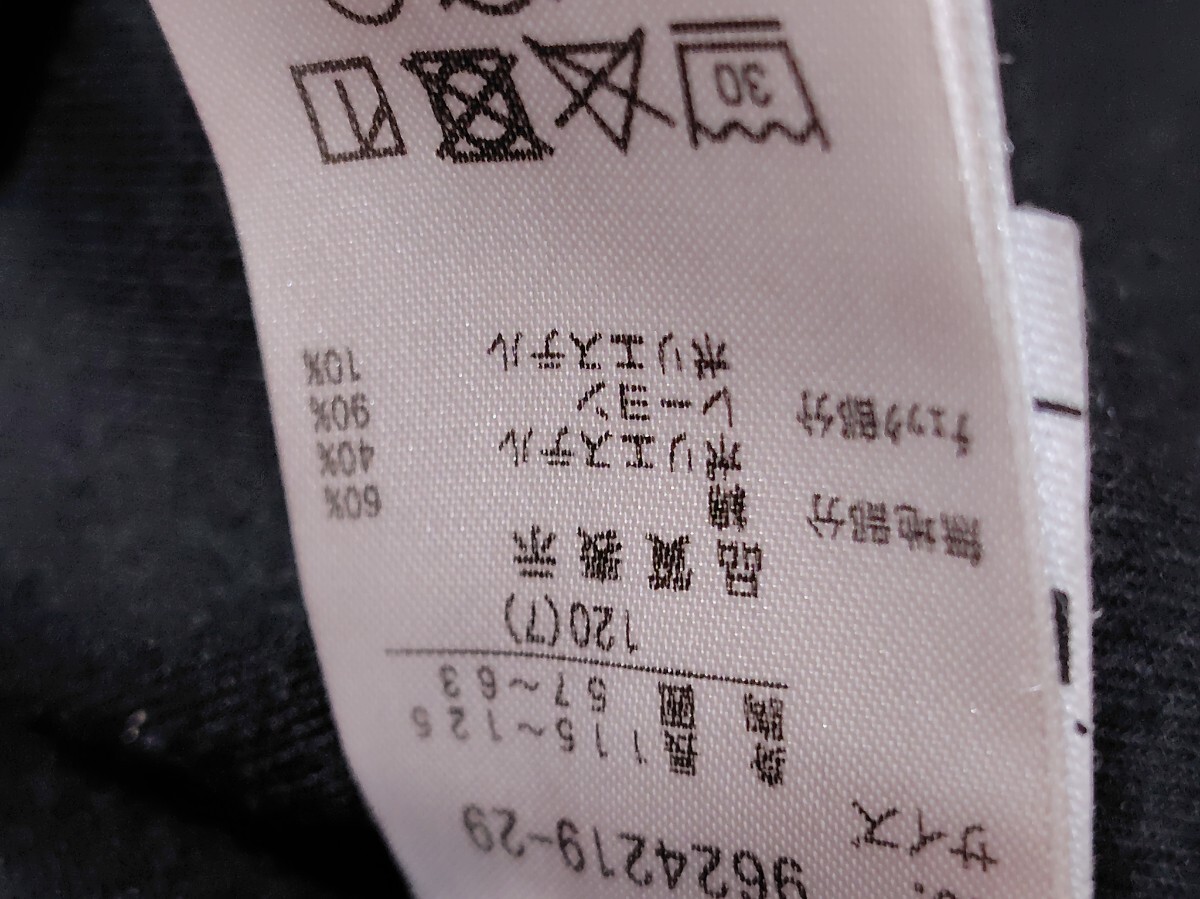 9624219-29
サイズ
身長 115～125
胸囲 57～63
120(7)
品質表示
無地部分 綿 60%
ポリエステル 40%
チェック部分 レーヨン 90%
ポリエステル 10%
30